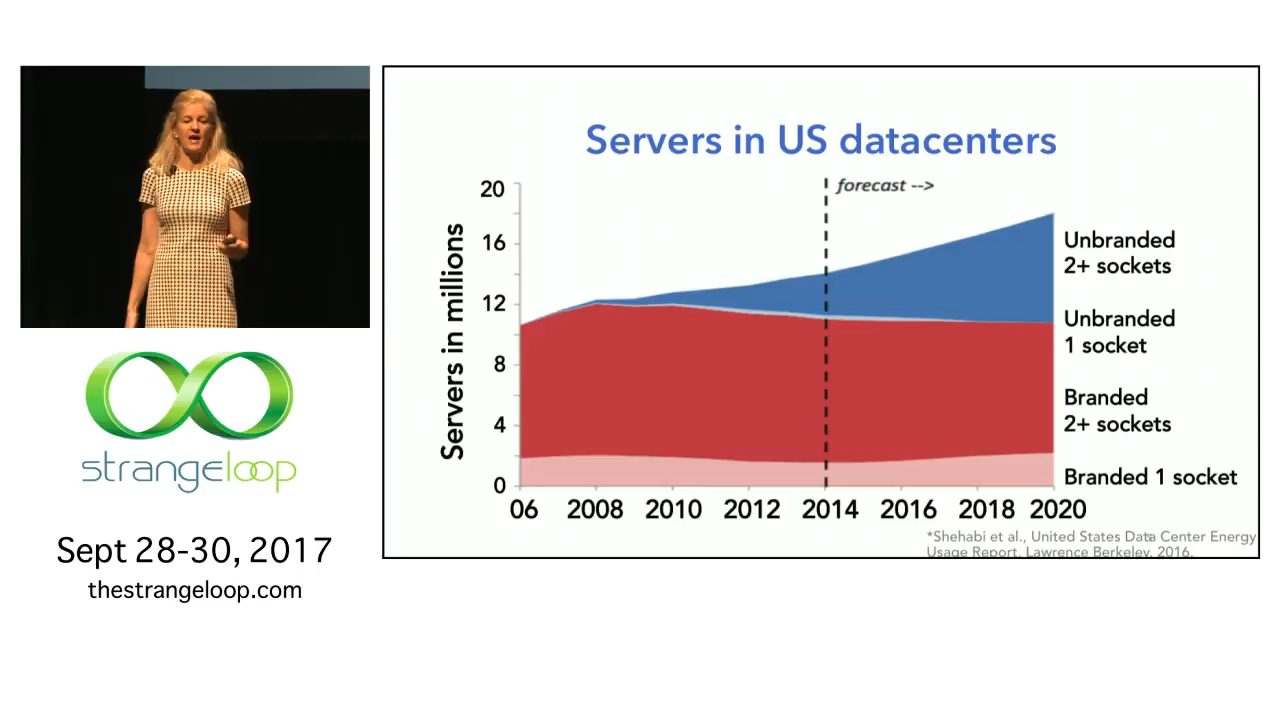 Servers in US datacenters
forecast -->
Servers in millions
20
16
12
8
4
0
06 2008 2010 2012 2014 2016 2018 2020
Unbranded
2+ sockets
Unbranded
1 socket
Branded
2+ sockets
Branded 1 socket
*Shehabi et al., United States Data Center Energy
Usage Report, Lawrence Berkeley, 2016.
strangeloop
Sept 28-30, 2017
thestrangeloop.com